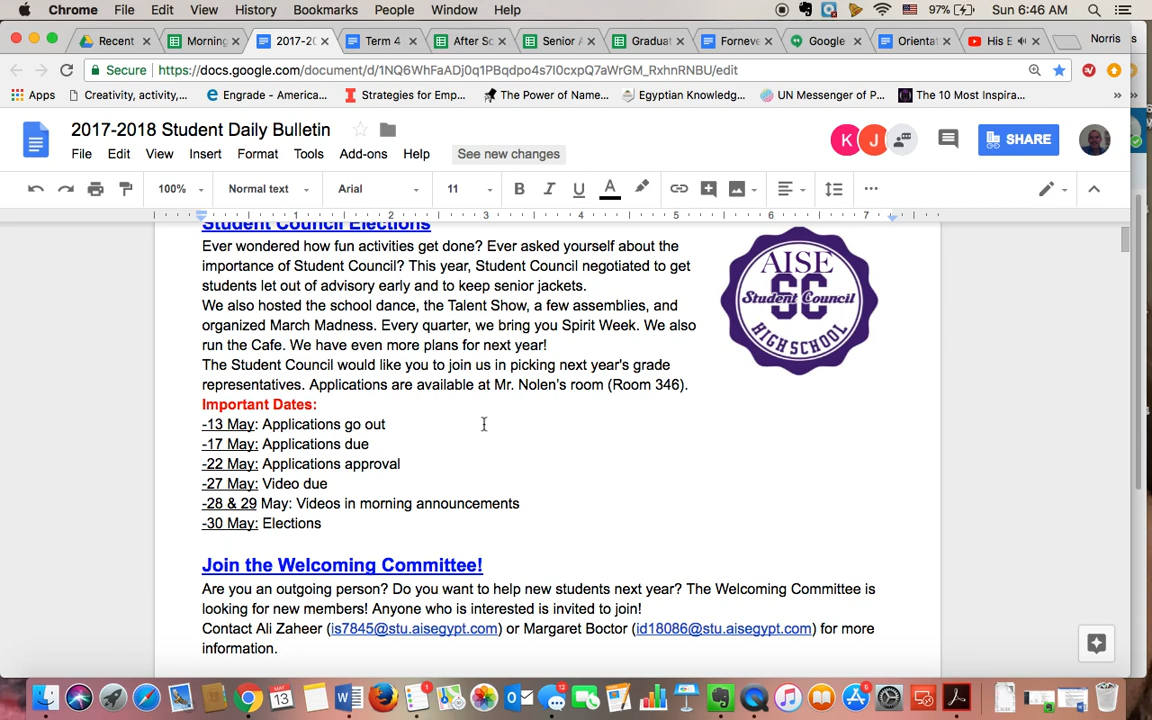 Chrome File Edit View History Bookmarks People Window Help 97% Sun 6:46 AM
Recent Morning 2017-2 Term 4 After Sc Senior A Graduat Forneve Google Orientat His E Norris
Secure https://docs.google.com/document/d/1NQ6WhFaADj0q1PBqdpo4s7I0cxpQ7aWrGM_RxhnRNBU/edit
Apps Creativity, activity,... Engrade - America... Strategies for Emp... The Power of Name... Egyptian Knowledg... UN Messenger of P... The 10 Most Inspira...
2017-2018 Student Daily Bulletin
K J SHARE
File Edit View Insert Format Tools Add-ons Help See new changes
100% Normal text Arial 11 B I U A
1 2 3 4 5 6 7
Student Council Elections
Ever wondered how fun activities get done? Ever asked yourself about the
importance of Student Council? This year, Student Council negotiated to get
students let out of advisory early and to keep senior jackets.
We also hosted the school dance, the Talent Show, a few assemblies, and
organized March Madness. Every quarter, we bring you Spirit Week. We also
run the Cafe. We have even more plans for next year!
The Student Council would like you to join us in picking next year's grade
representatives. Applications are available at Mr. Nolen's room (Room 346).
AISE
SC
Student Council
HIGH SCHOOL
Important Dates:
-13 May: Applications go out
-17 May: Applications due
-22 May: Applications approval
-27 May: Video due
-28 & 29 May: Videos in morning announcements
-30 May: Elections
Join the Welcoming Committee!
Are you an outgoing person? Do you want to help new students next year? The Welcoming Committee is
looking for new members! Anyone who is interested is invited to join!
Contact Ali Zaheer (is7845@stu.aisegypt.com) or Margaret Boctor (id18086@stu.aisegypt.com) for more
information.
MAY
13